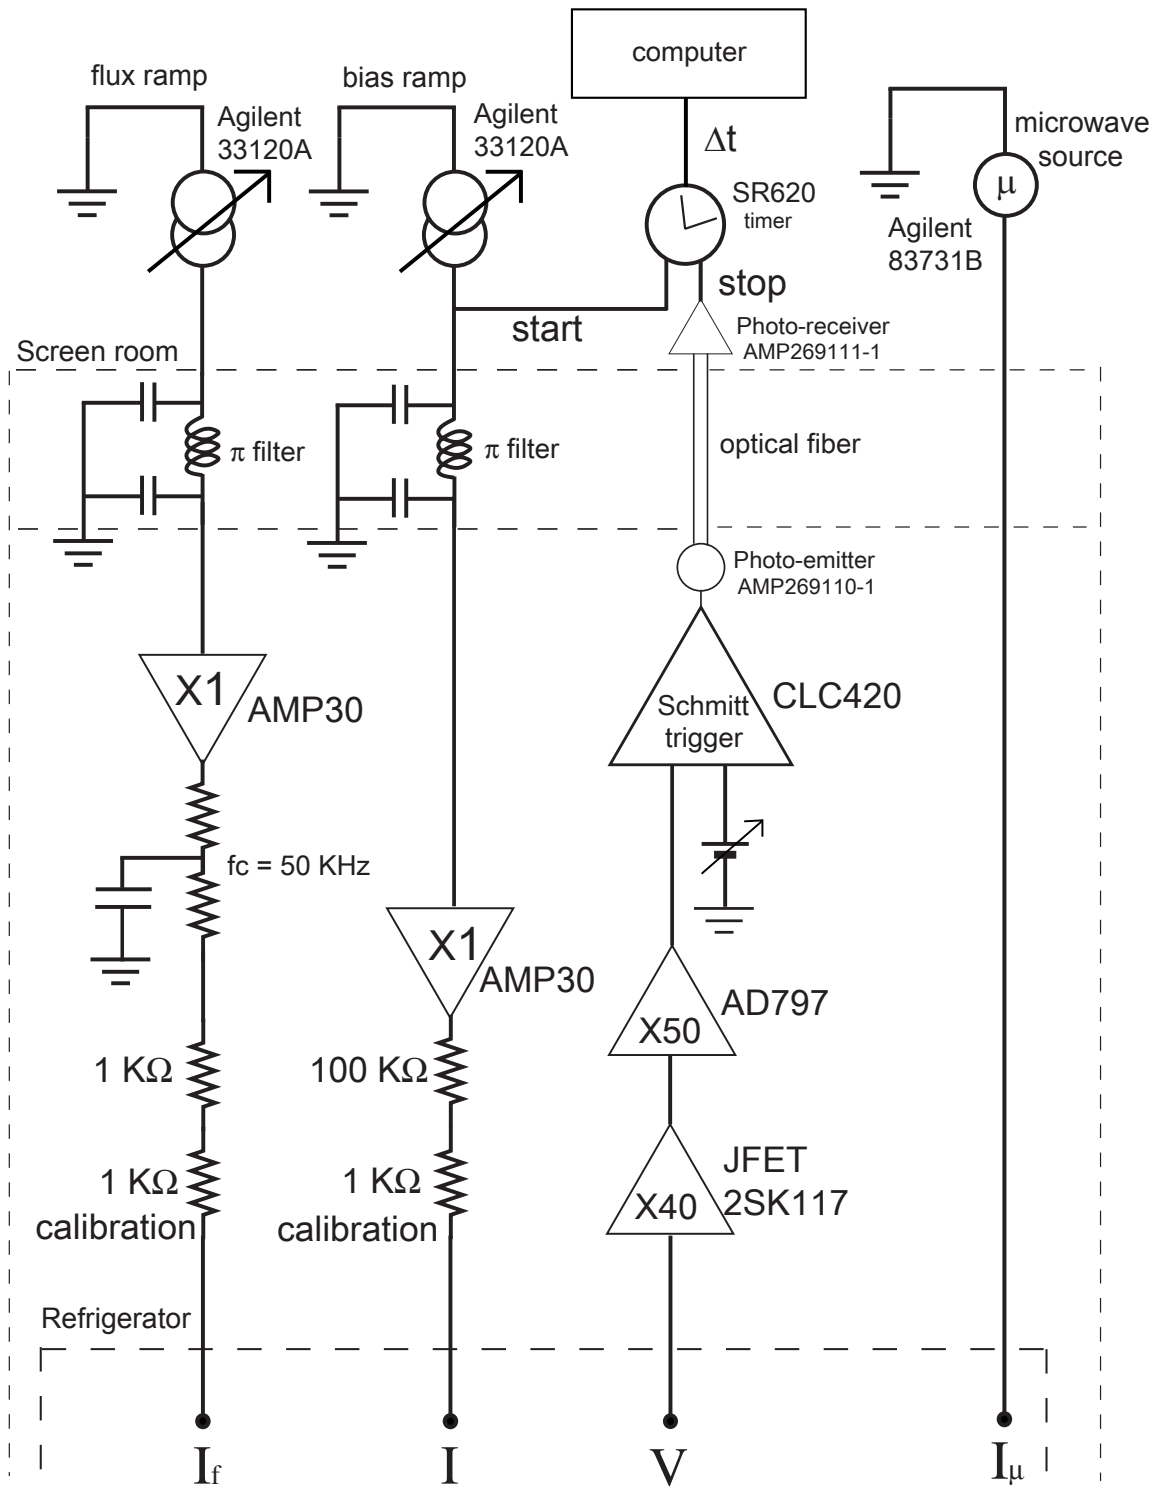 computer
flux ramp
bias ramp
Agilent
33120A
Agilent
33120A
Δt
microwave
source
μ
SR620
timer
Agilent
83731B
stop
start
Photo-receiver
AMP269111-1
Screen room
π filter
π filter
optical fiber
Photo-emitter
AMP269110-1
X1
AMP30
Schmitt
trigger
CLC420
fc = 50 KHz
X1
AMP30
X50
AD797
1 KΩ
100 KΩ
1 KΩ
calibration
1 KΩ
calibration
X40
JFET
2SK117
Refrigerator
If
I
V
Iμ